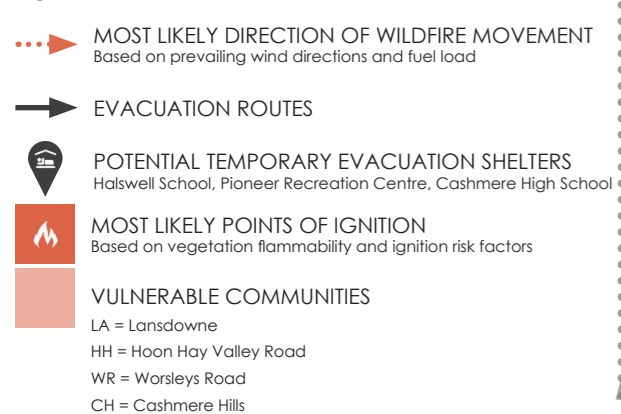 MOST LIKELY DIRECTION OF WILDFIRE MOVEMENT
Based on prevailing wind directions and fuel load
EVACUATION ROUTES
POTENTIAL TEMPORARY EVACUATION SHELTERS
Halswell School, Pioneer Recreation Centre, Cashmere High School
MOST LIKELY POINTS OF IGNITION
Based on vegetation flammability and ignition risk factors
VULNERABLE COMMUNITIES
LA = Lansdowne
HH = Hoon Hay Valley Road
WR = Worsleys Road
CH = Cashmere Hills